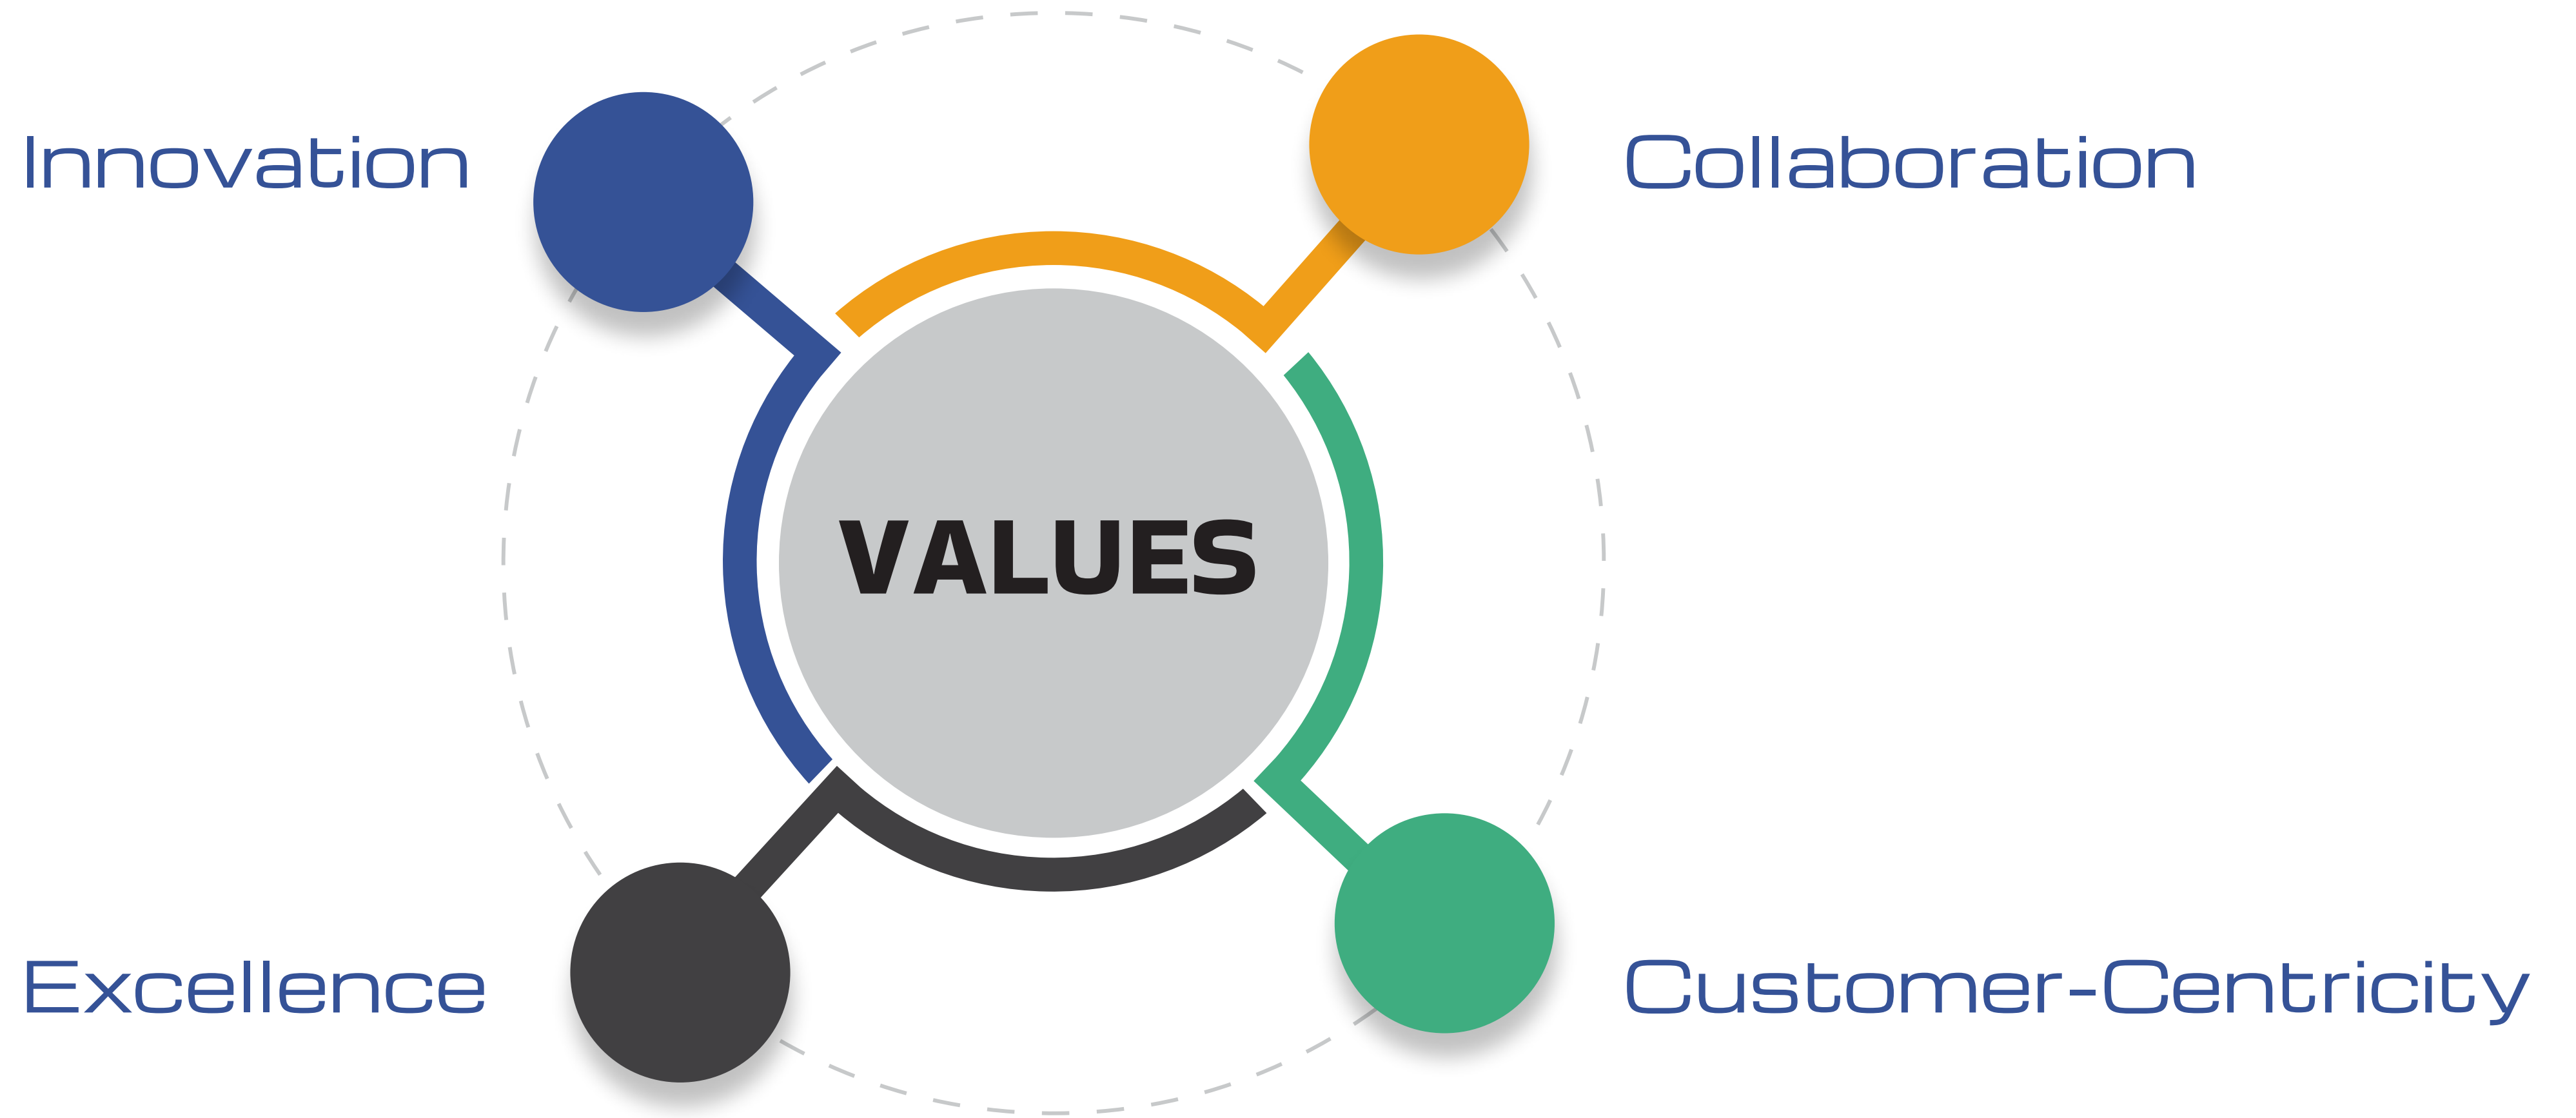 Innovation
Collaboration
VALUES
Excellence
Customer-Centricity